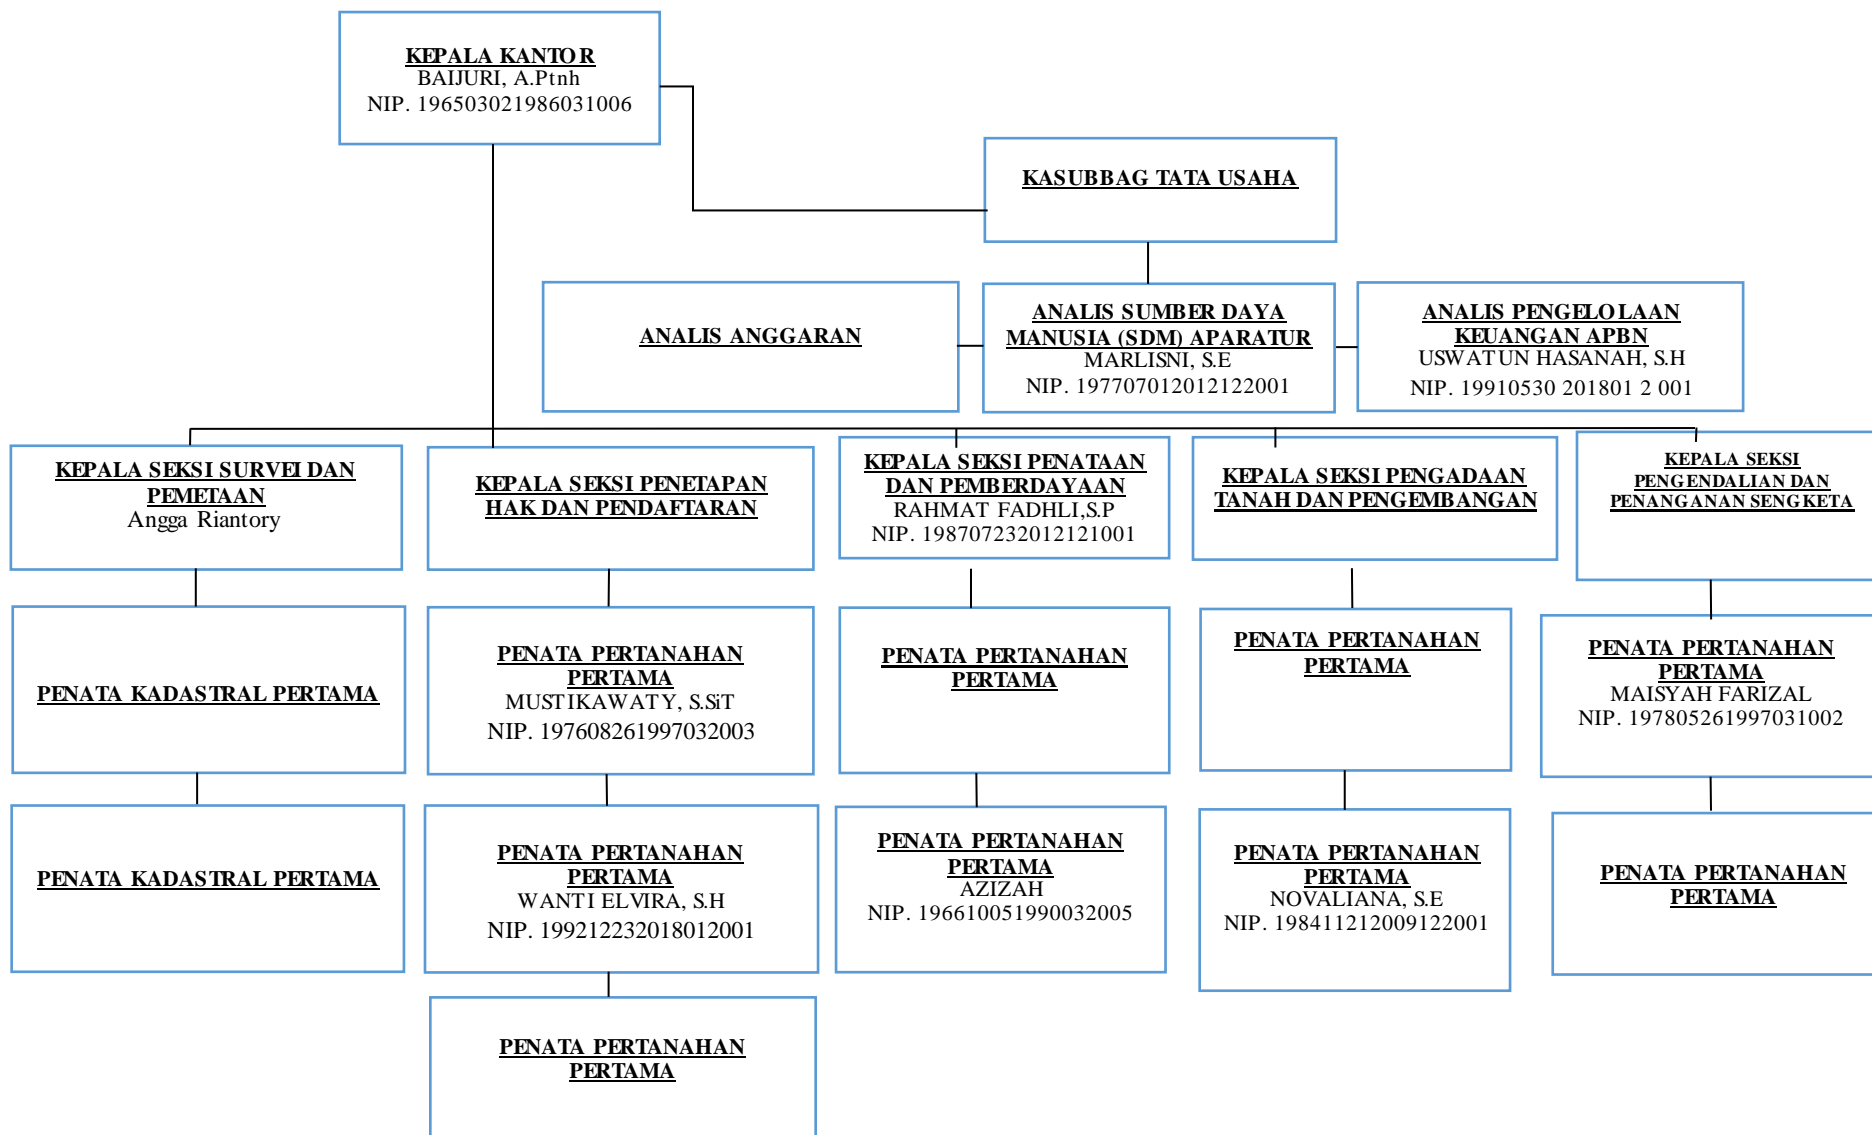 KEPALA KANTOR
BAIJURI, A.Ptnh
NIP. 196503021986031006
KASUBBAG TATA USAHA
ANALIS ANGGARAN
ANALIS SUMBER DAYA
MANUSIA (SDM) APARATUR
MARLISNI, S.E
NIP. 197707012012122001
ANALIS PENGELOLAAN
KEUANGAN APBN
USWATUN HASANAH, S.H
NIP. 19910530 201801 2 001
KEPALA SEKSI SURVEI DAN
PEMETAAN
Angga Riantory
KEPALA SEKSI PENETAPAN
HAK DAN PENDAFTARAN
KEPALA SEKSI PENATAAN
DAN PEMBERDAYAAN
RAHMAT FADHLI,S.P
NIP. 198707232012121001
KEPALA SEKSI PENGADAAN
TANAH DAN PENGEMBANGAN
KEPALA SEKSI
PENGENDALIAN DAN
PENANGANAN SENGKETA
PENATA KADASTRAL PERTAMA
PENATA PERTANAHAN
PERTAMA
MUSTIKAWATY, S.SiT
NIP. 197608261997032003
PENATA PERTANAHAN
PERTAMA
PENATA PERTANAHAN
PERTAMA
PENATA PERTANAHAN
PERTAMA
MAISYAH FARIZAL
NIP. 197805261997031002
PENATA KADASTRAL PERTAMA
PENATA PERTANAHAN
PERTAMA
WANTI ELVIRA, S.H
NIP. 199212232018012001
PENATA PERTANAHAN
PERTAMA
AZIZAH
NIP. 196610051990032005
PENATA PERTANAHAN
PERTAMA
NOVALIANA, S.E
NIP. 198411212009122001
PENATA PERTANAHAN
PERTAMA
PENATA PERTANAHAN
PERTAMA